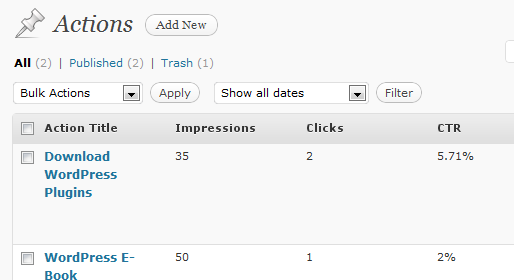 Actions Add New
All (2) | Published (2) | Trash (1)
Bulk Actions Apply Show all dates Filter
Action Title Impressions Clicks CTR
Download 35 2 5.71%
WordPress
Plugins
WordPress E- 50 1 2%
Book